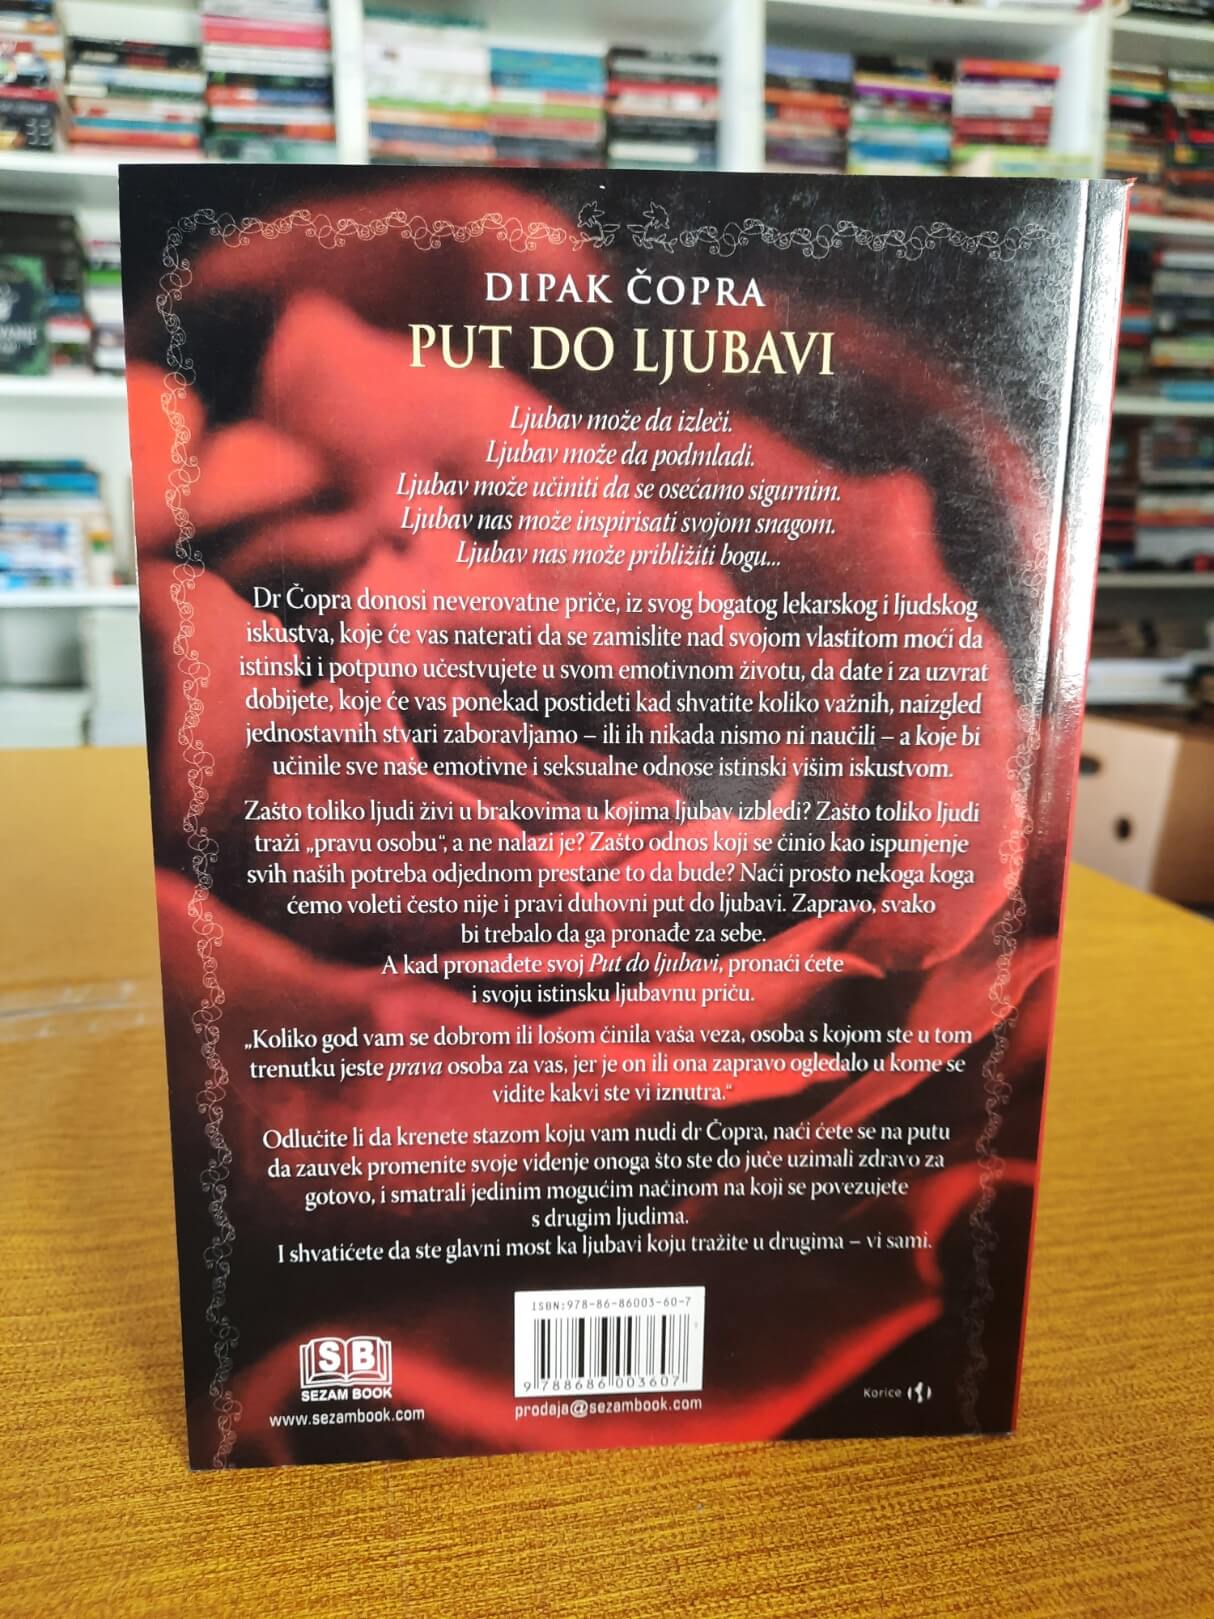 DIPAK ČOPRA
PUT DO LJUBAVI
Ljubav može da izleči.
Ljubav može da podmladi.
Ljubav može učiniti da se osećamo sigurnim.
Ljubav nas može inspirisati svojom snagom.
Ljubav nas može približiti bogu...
Dr Čopra donosi neverovatne priče, iz svog bogatog lekarskog i ljudskog
iskustva, koje će vas naterati da se zamislite nad svojom vlastitom moćí da
istinski i potpuno učestvujete u svom emotivnom životu, da date i za uzvrat
dobijete, koje će vas ponekad postideti kad shvatite koliko važnih, naizgled
jednostavnih stvari zaboravljamo – ili ih nikada nismo ni naučili – a koje bi
učinile sve naše emotivne i seksualne odnose istinski višim iskustvom.
Zašto toliko ljudi živi u brakovima u kojima ljubav izbledi? Zašto toliko ljudi
traži „pravu osobu“, a ne nalazi je? Zašto odnos koji se činio kao ispunjenje
svih naših potreba odjednom prestane to da bude? Naći prosto nekoga koga
ćemo voleti često nije i pravi duhovni put do ljubavi. Zapravo, svako
bi trebalo da ga pronađe za sebe.
A kad pronađete svoj Put do ljubavi, pronaći ćete
i svoju istinsku ljubavnu priču.
„Koliko god vam se dobrom ili lošom činila vaša veza, osoba s kojom ste u tom
trenutku jeste prava osoba za vas, jer je on ili ona zapravo ogledalo u kome se
vidite kakvi ste vi iznutra.“
Odlučite li da krenete stazom koju vam nudi dr Čopra, naći ćete se na putu
da zauvek promenite svoje viđenje onoga što ste do juče uzimali zdravo za
gotovo, i smatrali jedinim mogućim načinom na koji se povezujete
s drugim ljudima.
I shvatićete da ste glavni most ka ljubavi koju tražite u drugima – vi sami.
ISBN:978-86-86003-60-7
9 788686 003607
prodaja@sezambook.com
SB
SEZAM BOOK
www.sezambook.com
Korice